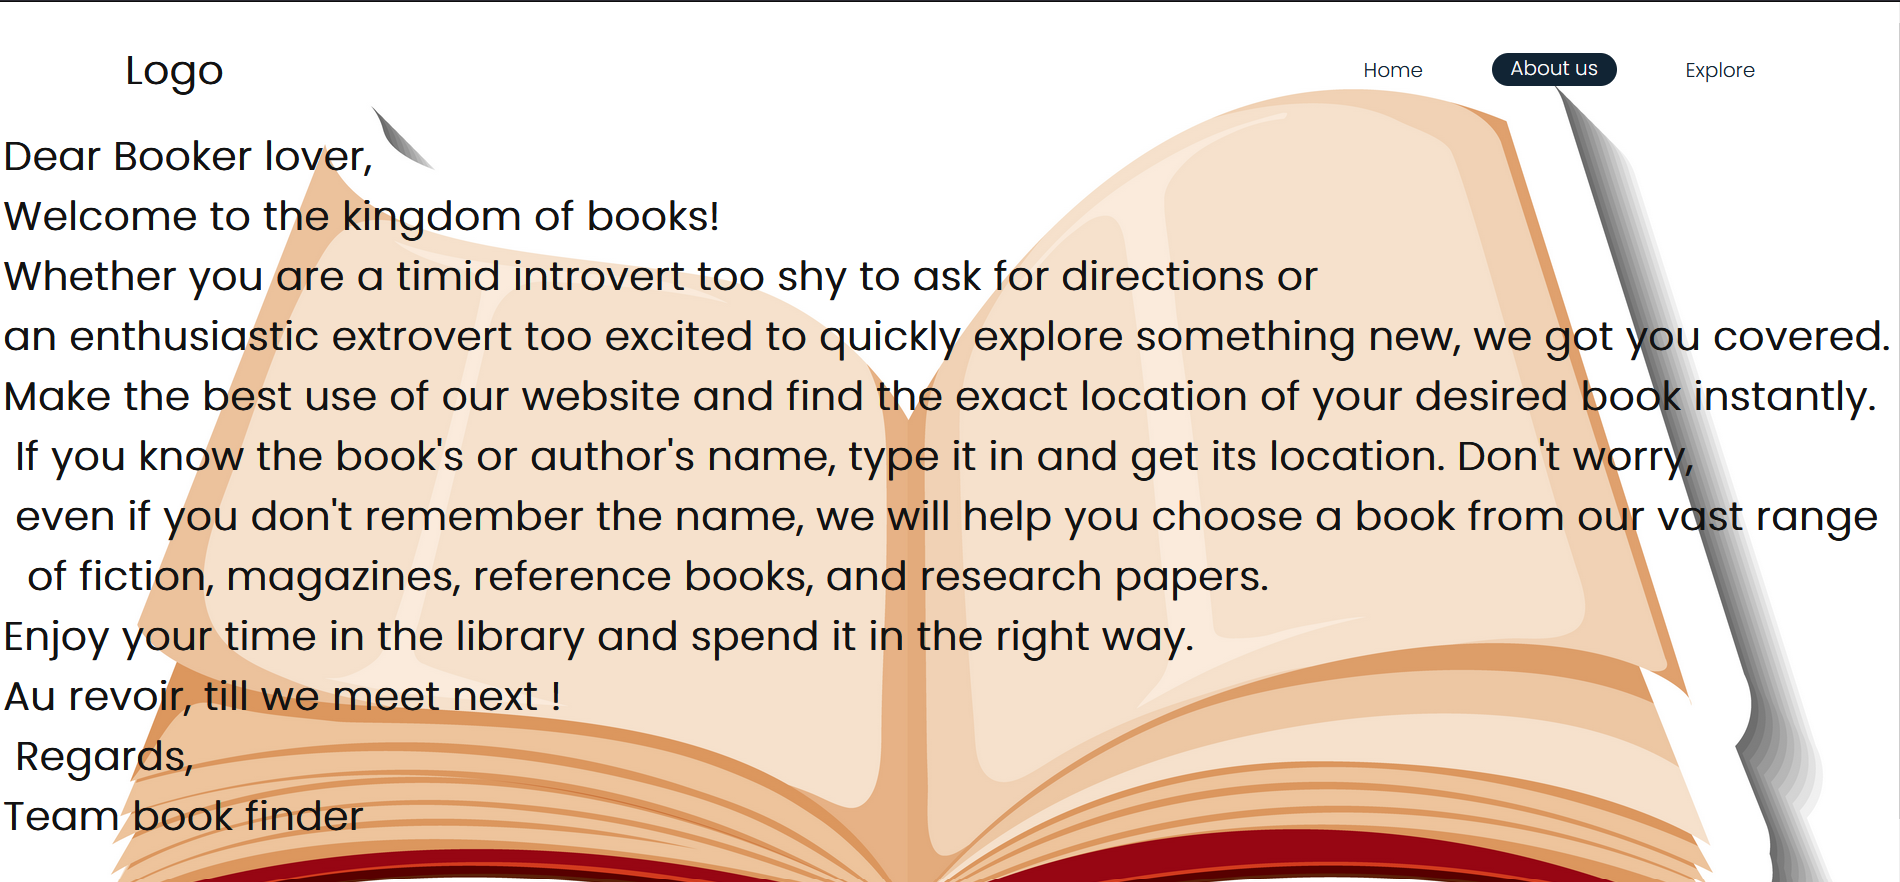 Logo
Home About us Explore
Dear Booker lover,
Welcome to the kingdom of books!
Whether you are a timid introvert too shy to ask for directions or
an enthusiastic extrovert too excited to quickly explore something new, we got you covered.
Make the best use of our website and find the exact location of your desired book instantly.
If you know the book's or author's name, type it in and get its location. Don't worry,
even if you don't remember the name, we will help you choose a book from our vast range
of fiction, magazines, reference books, and research papers.
Enjoy your time in the library and spend it in the right way.
Au revoir, till we meet next !
Regards,
Team book finder